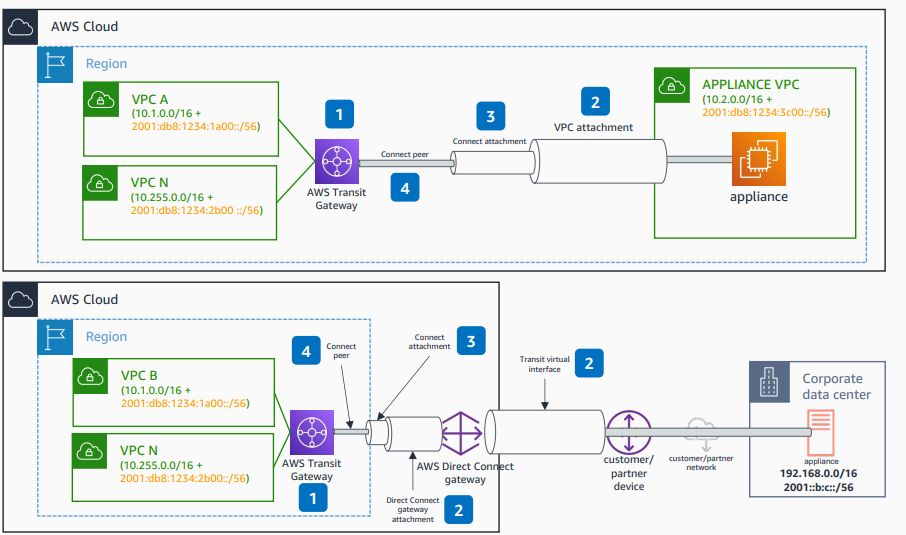 AWS Cloud
Region
VPC A
(10.1.0.0/16 +
2001:db8:1234:1a00::/56)
VPC N
(10.255.0.0/16 +
2001:db8:1234:2b00 ::/56)
1
AWS Transit
Gateway
Connect peer
4
3
Connect attachment
2
VPC attachment
APPLIANCE VPC
(10.2.0.0/16 +
2001:db8:1234:3c00::/56)
appliance
AWS Cloud
Region
VPC B
(10.1.0.0/16 +
2001:db8:1234:1a00::/56)
VPC N
(10.255.0.0/16 +
2001:db8:1234:2b00::/56)
4
Connect
peer
AWS Transit
Gateway
1
Connect
attachment
3
AWS Direct Connect
gateway
Direct Connect
gateway
attachment
2
Transit virtual
interface
2
customer/
partner
device
customer/partner
network
Corporate
data center
appliance
192.168.0.0/16
2001::b:c::/56